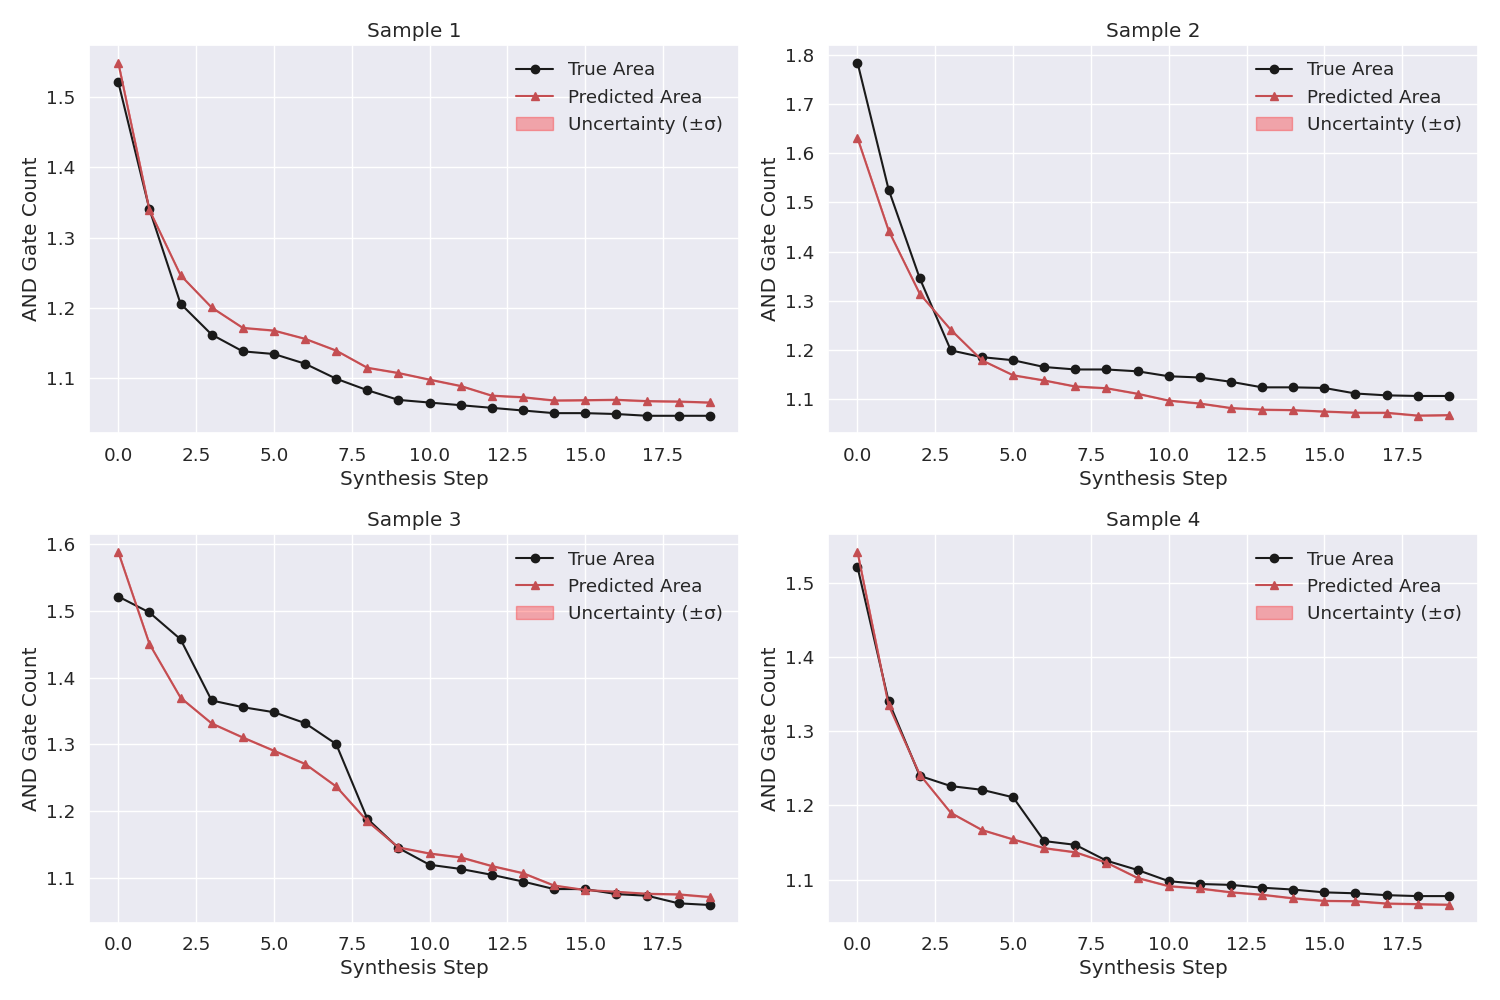 Sample 1
AND Gate Count
1.5
1.4
1.3
1.2
1.1
True Area
Predicted Area
Uncertainty (±σ)
0.0 2.5 5.0 7.5 10.0 12.5 15.0 17.5
Synthesis Step
Sample 2
AND Gate Count
1.8
1.7
1.6
1.5
1.4
1.3
1.2
1.1
True Area
Predicted Area
Uncertainty (±σ)
0.0 2.5 5.0 7.5 10.0 12.5 15.0 17.5
Synthesis Step
Sample 3
AND Gate Count
1.6
1.5
1.4
1.3
1.2
1.1
True Area
Predicted Area
Uncertainty (±σ)
0.0 2.5 5.0 7.5 10.0 12.5 15.0 17.5
Synthesis Step
Sample 4
AND Gate Count
1.5
1.4
1.3
1.2
1.1
True Area
Predicted Area
Uncertainty (±σ)
0.0 2.5 5.0 7.5 10.0 12.5 15.0 17.5
Synthesis Step